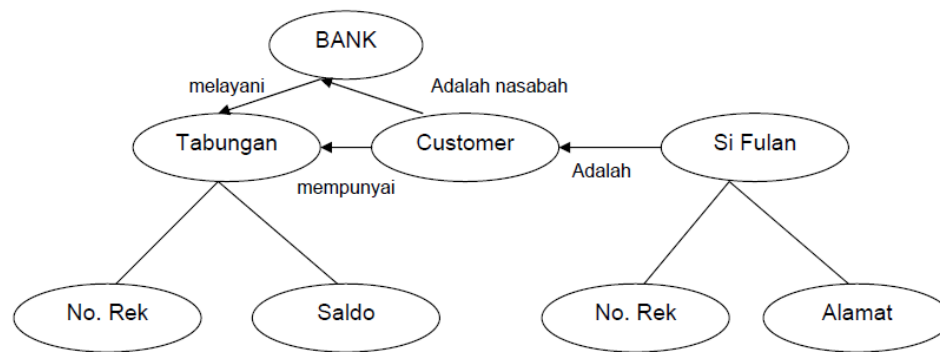 BANK
melayani
Adalah nasabah
Tabungan
Customer
Si Fulan
mempunyai
Adalah
No. Rek
Saldo
No. Rek
Alamat